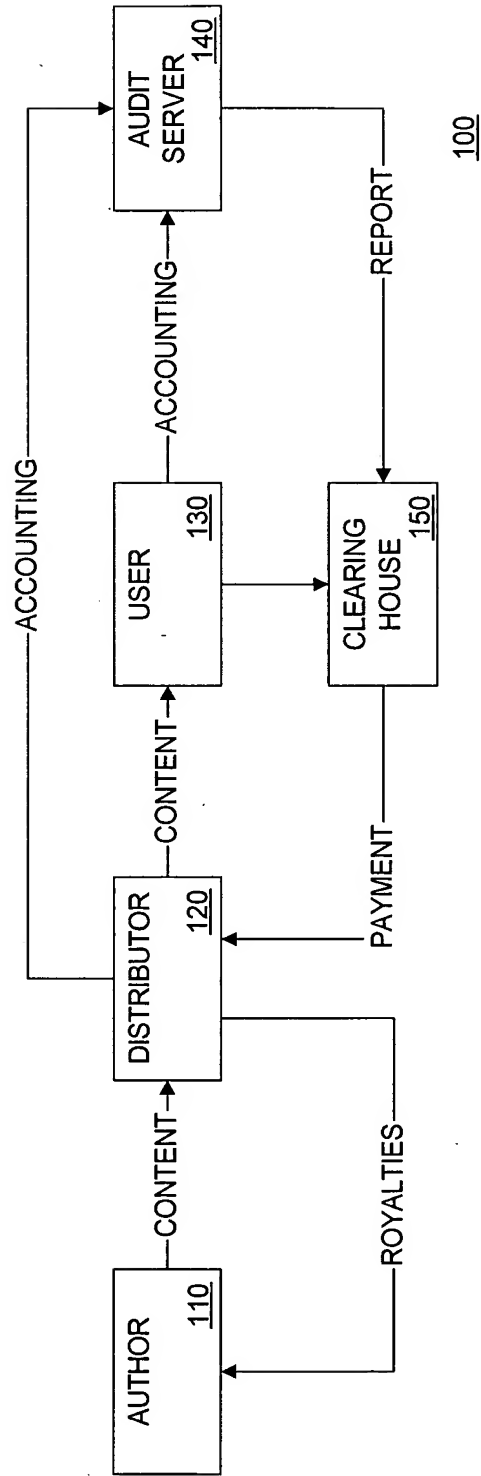 ACCOUNTING
AUTHOR
110
CONTENT
DISTRIBUTOR
120
CONTENT
USER
130
ACCOUNTING
AUDIT
SERVER
140
ROYALTIES
PAYMENT
CLEARING
HOUSE
150
REPORT
100